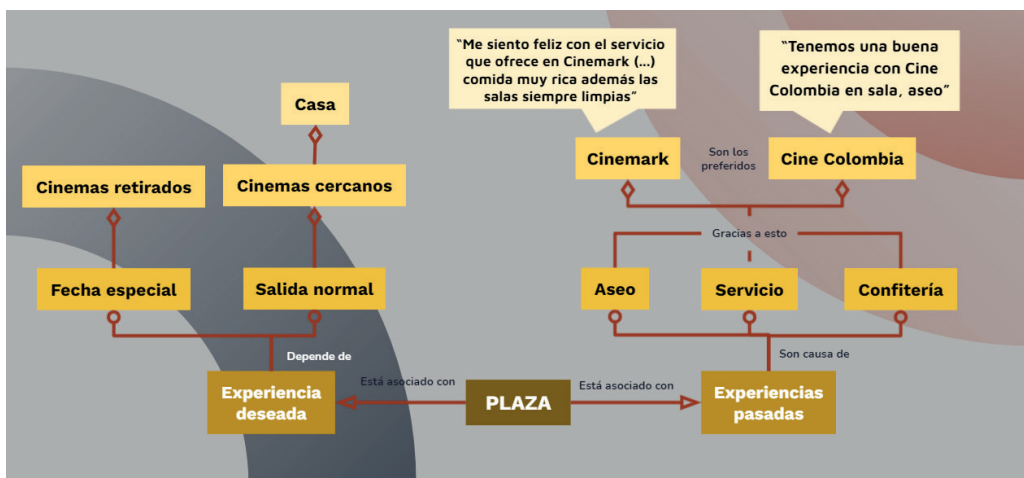 “Me siento feliz con el servicio
que ofrece en Cinemark (...)
comida muy rica además las
salas siempre limpias”
“Tenemos una buena
experiencia con Cine
Colombia en sala, aseo”
Casa
Cinemas retirados
Cinemas cercanos
Cinemark
Son los
preferidos
Cine Colombia
Gracias a esto
Fecha especial
Salida normal
Aseo
Servicio
Confitería
Depende de
Son causa de
Experiencia
deseada
Está asociado con
PLAZA
Está asociado con
Experiencias
pasadas